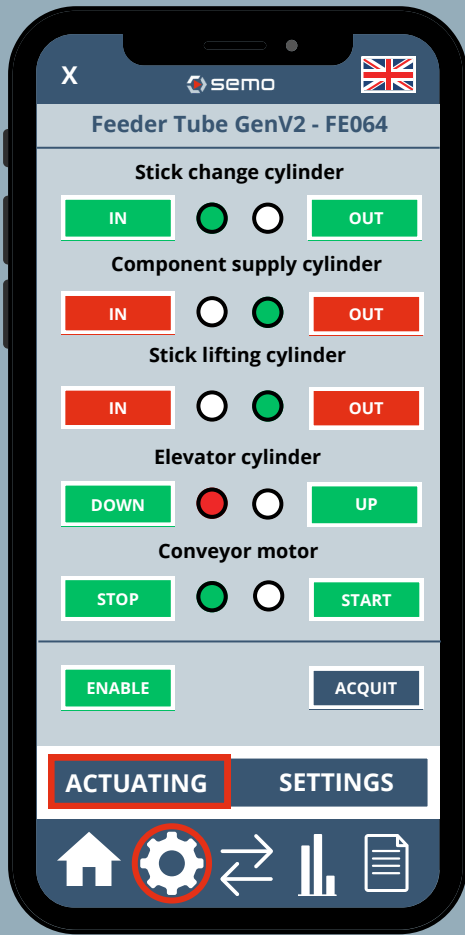 X
semo
Feeder Tube GenV2 - FE064
Stick change cylinder
IN OUT
Component supply cylinder
IN OUT
Stick lifting cylinder
IN OUT
Elevator cylinder
DOWN UP
Conveyor motor
STOP START
ENABLE ACQUIT
ACTUATING SETTINGS